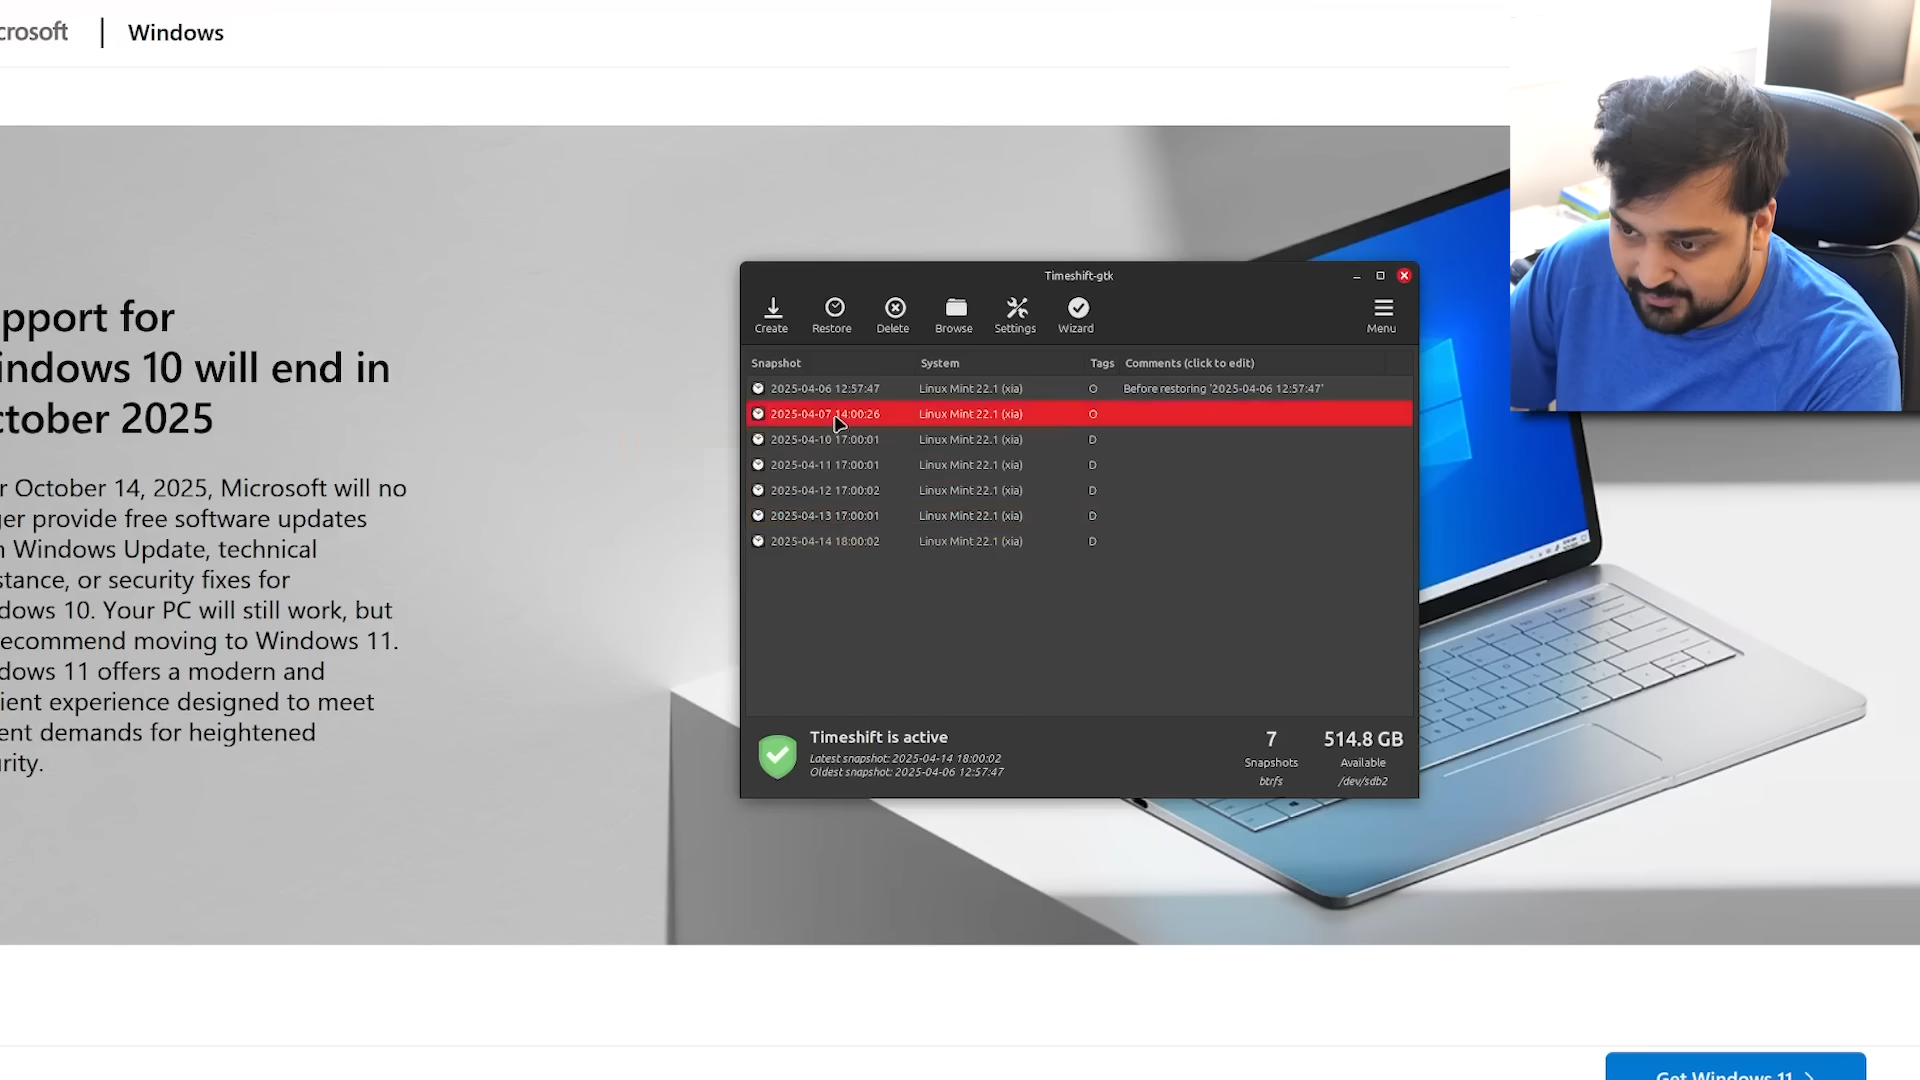 crosoft | Windows
pport for
indows 10 will end in
ctober 2025
r October 14, 2025, Microsoft will no
ger provide free software updates
n Windows Update, technical
stance, or security fixes for
dows 10. Your PC will still work, but
recommend moving to Windows 11.
dows 11 offers a modern and
ient experience designed to meet
ent demands for heightened
rity.
Timeshift-gtk
Create Restore Delete Browse Settings Wizard Menu
Snapshot System Tags Comments (click to edit)
2025-04-06 12:57:47 Linux Mint 22.1 (xia) O Before restoring '2025-04-06 12:57:47'
2025-04-07 14:00:26 Linux Mint 22.1 (xia) O
2025-04-10 17:00:01 Linux Mint 22.1 (xia) D
2025-04-11 17:00:01 Linux Mint 22.1 (xia) D
2025-04-12 17:00:02 Linux Mint 22.1 (xia) D
2025-04-13 17:00:01 Linux Mint 22.1 (xia) D
2025-04-14 18:00:02 Linux Mint 22.1 (xia) D
Timeshift is active
Latest snapshot: 2025-04-14 18:00:02
Oldest snapshot: 2025-04-06 12:57:47
7
Snapshots
btrfs
514.8 GB
Available
/dev/sdb2
Get Windows 11